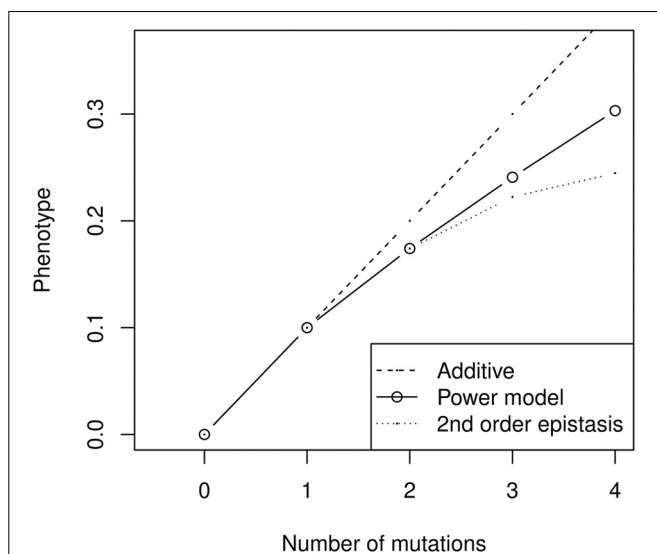 Phenotype
0.3
0.2
0.1
0.0
Additive
Power model
2nd order epistasis
0 1 2 3 4
Number of mutations